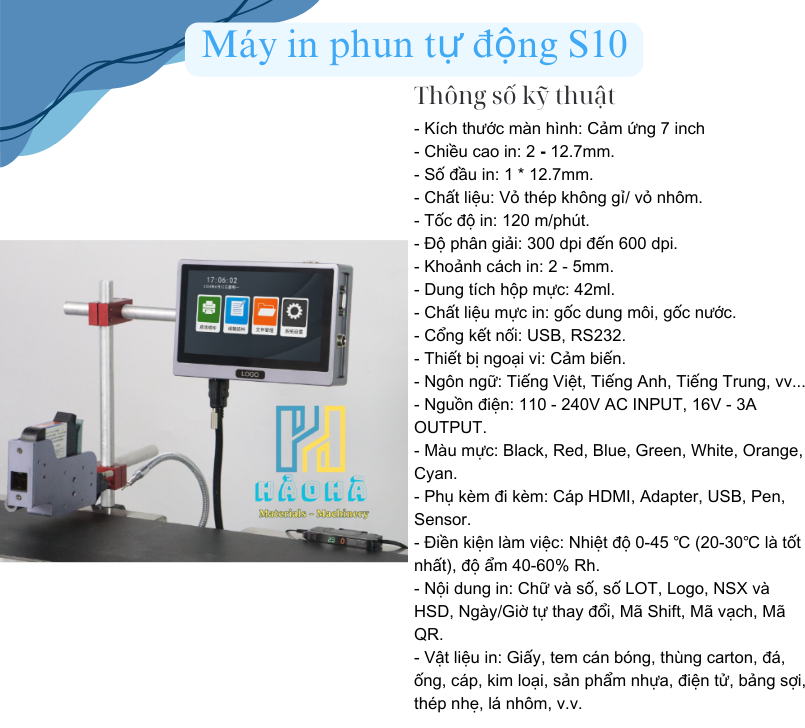 Máy in phun tự động S10
Thông số kỹ thuật
- Kích thước màn hình: Cảm ứng 7 inch
- Chiều cao in: 2 - 12.7mm.
- Số đầu in: 1 * 12.7mm.
- Chất liệu: Vỏ thép không gỉ/ vỏ nhôm.
- Tốc độ in: 120 m/phút.
- Độ phân giải: 300 dpi đến 600 dpi.
- Khoảnh cách in: 2 - 5mm.
- Dung tích hộp mực: 42ml.
- Chất liệu mực in: gốc dung môi, gốc nước.
- Cổng kết nối: USB, RS232.
- Thiết bị ngoại vi: Cảm biến.
- Ngôn ngữ: Tiếng Việt, Tiếng Anh, Tiếng Trung, vv...
- Nguồn điện: 110 - 240V AC INPUT, 16V - 3A
OUTPUT.
- Màu mực: Black, Red, Blue, Green, White, Orange,
Cyan.
- Phụ kèm đi kèm: Cáp HDMI, Adapter, USB, Pen,
Sensor.
- Điền kiện làm việc: Nhiệt độ 0-45 ℃ (20-30℃ là tốt
nhất), độ ẩm 40-60% Rh.
- Nội dung in: Chữ và số, số LOT, Logo, NSX và
HSD, Ngày/Giờ tự thay đổi, Mã Shift, Mã vạch, Mã
QR.
- Vật liệu in: Giấy, tem cán bóng, thùng carton, đá,
ống, cáp, kim loại, sản phẩm nhựa, điện tử, bảng sợi,
thép nhẹ, lá nhôm, v.v.
17:06:02
LOGO
HÀOHÃ
Materials - Machinery
23 0